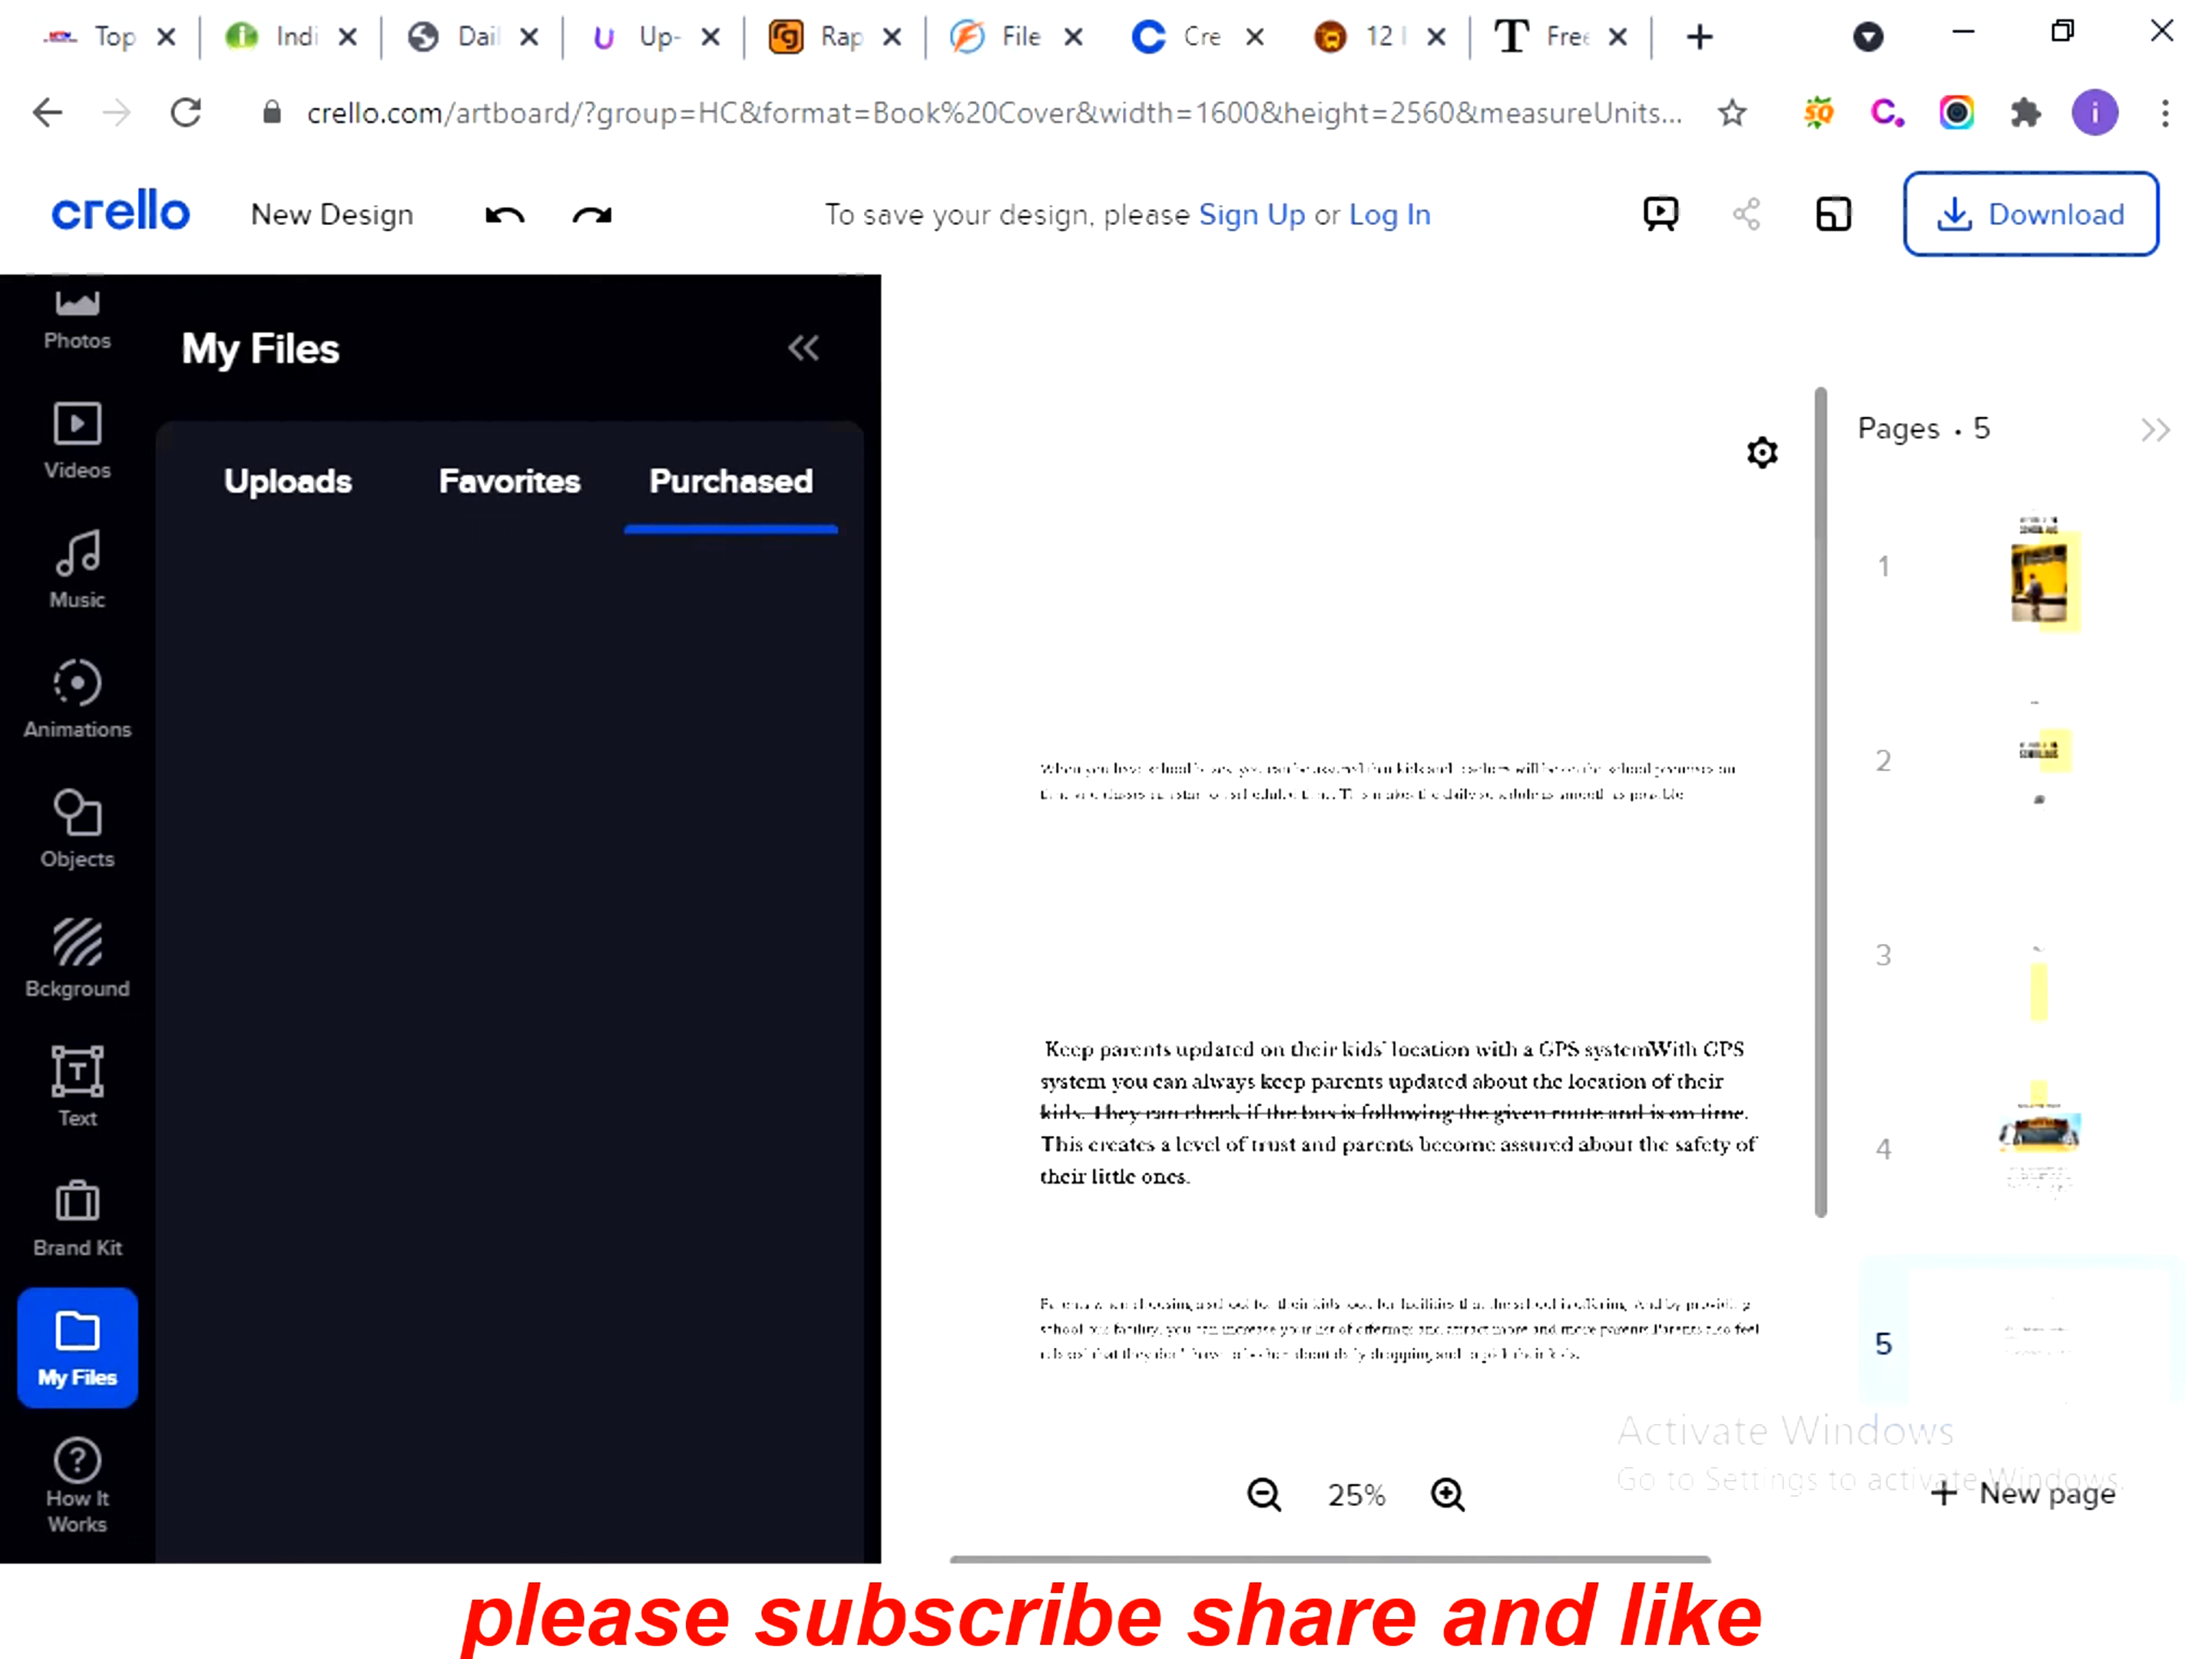 Top
Indi
Dail
Up-
Rap
File
Cre
12
Free
crello.com/artboard/?group=HC&format=Book%20Cover&width=1600&height=2560&measureUnits...
crello
New Design
To save your design, please Sign Up or Log In
Download
Photos
Videos
Music
Animations
Objects
Bckground
Text
Brand Kit
My Files
How It
Works
My Files
Uploads Favorites Purchased
Keep parents updated on their kids' location with a GPS systemWith GPS
system you can always keep parents updated about the location of their
kids. They can check if the bus is following the given route and is on time.
This creates a level of trust and parents become assured about the safety of
their little ones.
25%
Pages · 5
1
2
3
4
5
Activate Windows
Go to Settings to activate Windows.
New page
please subscribe share and like